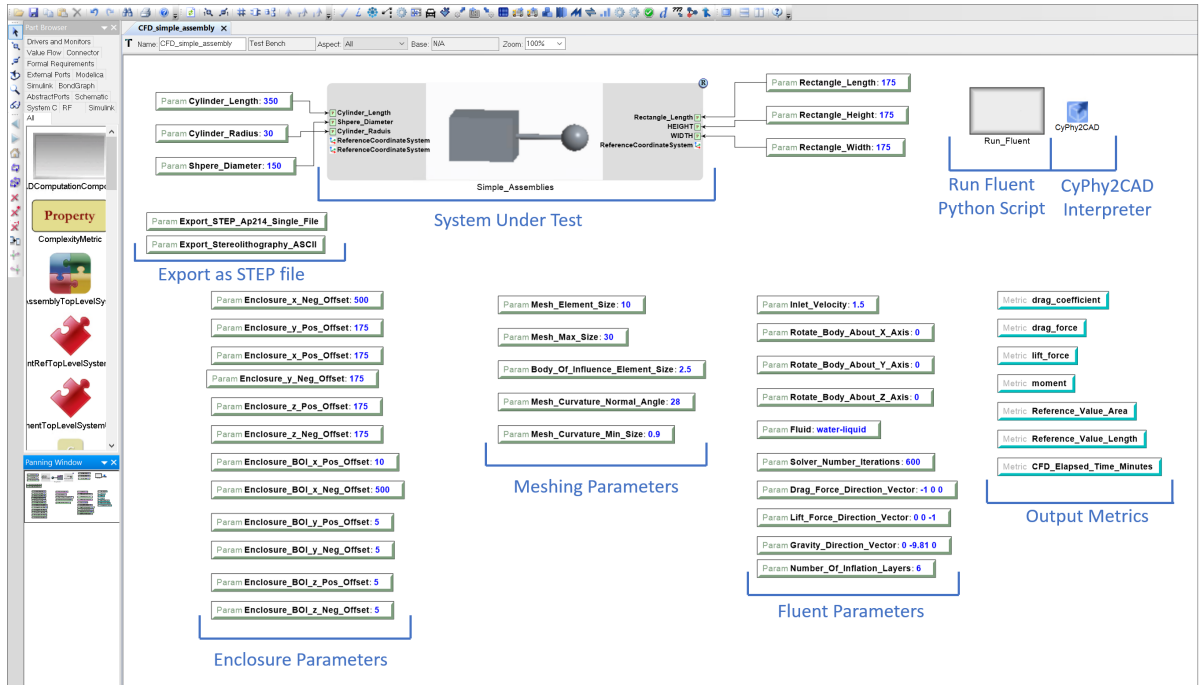 Part Browser
CFD_simple_assembly
Drivers and Monitors
Value Flow Connector
Formal Requirements
External Ports Modelica
Simulink BondGraph
AbstractPorts Schematic
System C RF Simulink
All
.DComputationCompo
Property
ComplexityMetric
AssemblyTopLevelSy
ntRefTopLevelSyster
nentTopLevelSystem
Panning Window
T Name: CFD_simple_assembly Test Bench Aspect: All Base: N/A Zoom: 100%
Param Cylinder_Length: 350
Param Cylinder_Radius: 30
Param Shpere_Diameter: 150
Cylinder_Length
Shpere_Diameter
Cylinder_Raduis
ReferenceCoordinateSystem
ReferenceCoordinateSystem
Rectangle_Length
HEIGHT
WIDTH
ReferenceCoordinateSystem
R
Simple_Assemblies
System Under Test
Param Rectangle_Length: 175
Param Rectangle_Height: 175
Param Rectangle_Width: 175
Run_Fluent
CyPhy2CAD
Run Fluent
Python Script
CyPhy2CAD
Interpreter
Param Export_STEP_Ap214_Single_File
Param Export_Stereolithography_ASCII
Export as STEP file
Param Enclosure_x_Neg_Offset: 500
Param Enclosure_y_Pos_Offset: 175
Param Enclosure_x_Pos_Offset: 175
Param Enclosure_y_Neg_Offset: 175
Param Enclosure_z_Pos_Offset: 175
Param Enclosure_z_Neg_Offset: 175
Param Enclosure_BOI_x_Pos_Offset: 10
Param Enclosure_BOI_x_Neg_Offset: 500
Param Enclosure_BOI_y_Pos_Offset: 5
Param Enclosure_BOI_y_Neg_Offset: 5
Param Enclosure_BOI_z_Pos_Offset: 5
Param Enclosure_BOI_z_Neg_Offset: 5
Enclosure Parameters
Param Mesh_Element_Size: 10
Param Mesh_Max_Size: 30
Param Body_Of_Influence_Element_Size: 2.5
Param Mesh_Curvature_Normal_Angle: 28
Param Mesh_Curvature_Min_Size: 0.9
Meshing Parameters
Param Inlet_Velocity: 1.5
Param Rotate_Body_About_X_Axis: 0
Param Rotate_Body_About_Y_Axis: 0
Param Rotate_Body_About_Z_Axis: 0
Param Fluid: water-liquid
Param Solver_Number_Iterations: 600
Param Drag_Force_Direction_Vector: -1 0 0
Param Lift_Force_Direction_Vector: 0 0 -1
Param Gravity_Direction_Vector: 0 -9.81 0
Param Number_Of_Inflation_Layers: 6
Fluent Parameters
Metric drag_coefficient
Metric drag_force
Metric lift_force
Metric moment
Metric Reference_Value_Area
Metric Reference_Value_Length
Metric CFD_Elapsed_Time_Minutes
Output Metrics